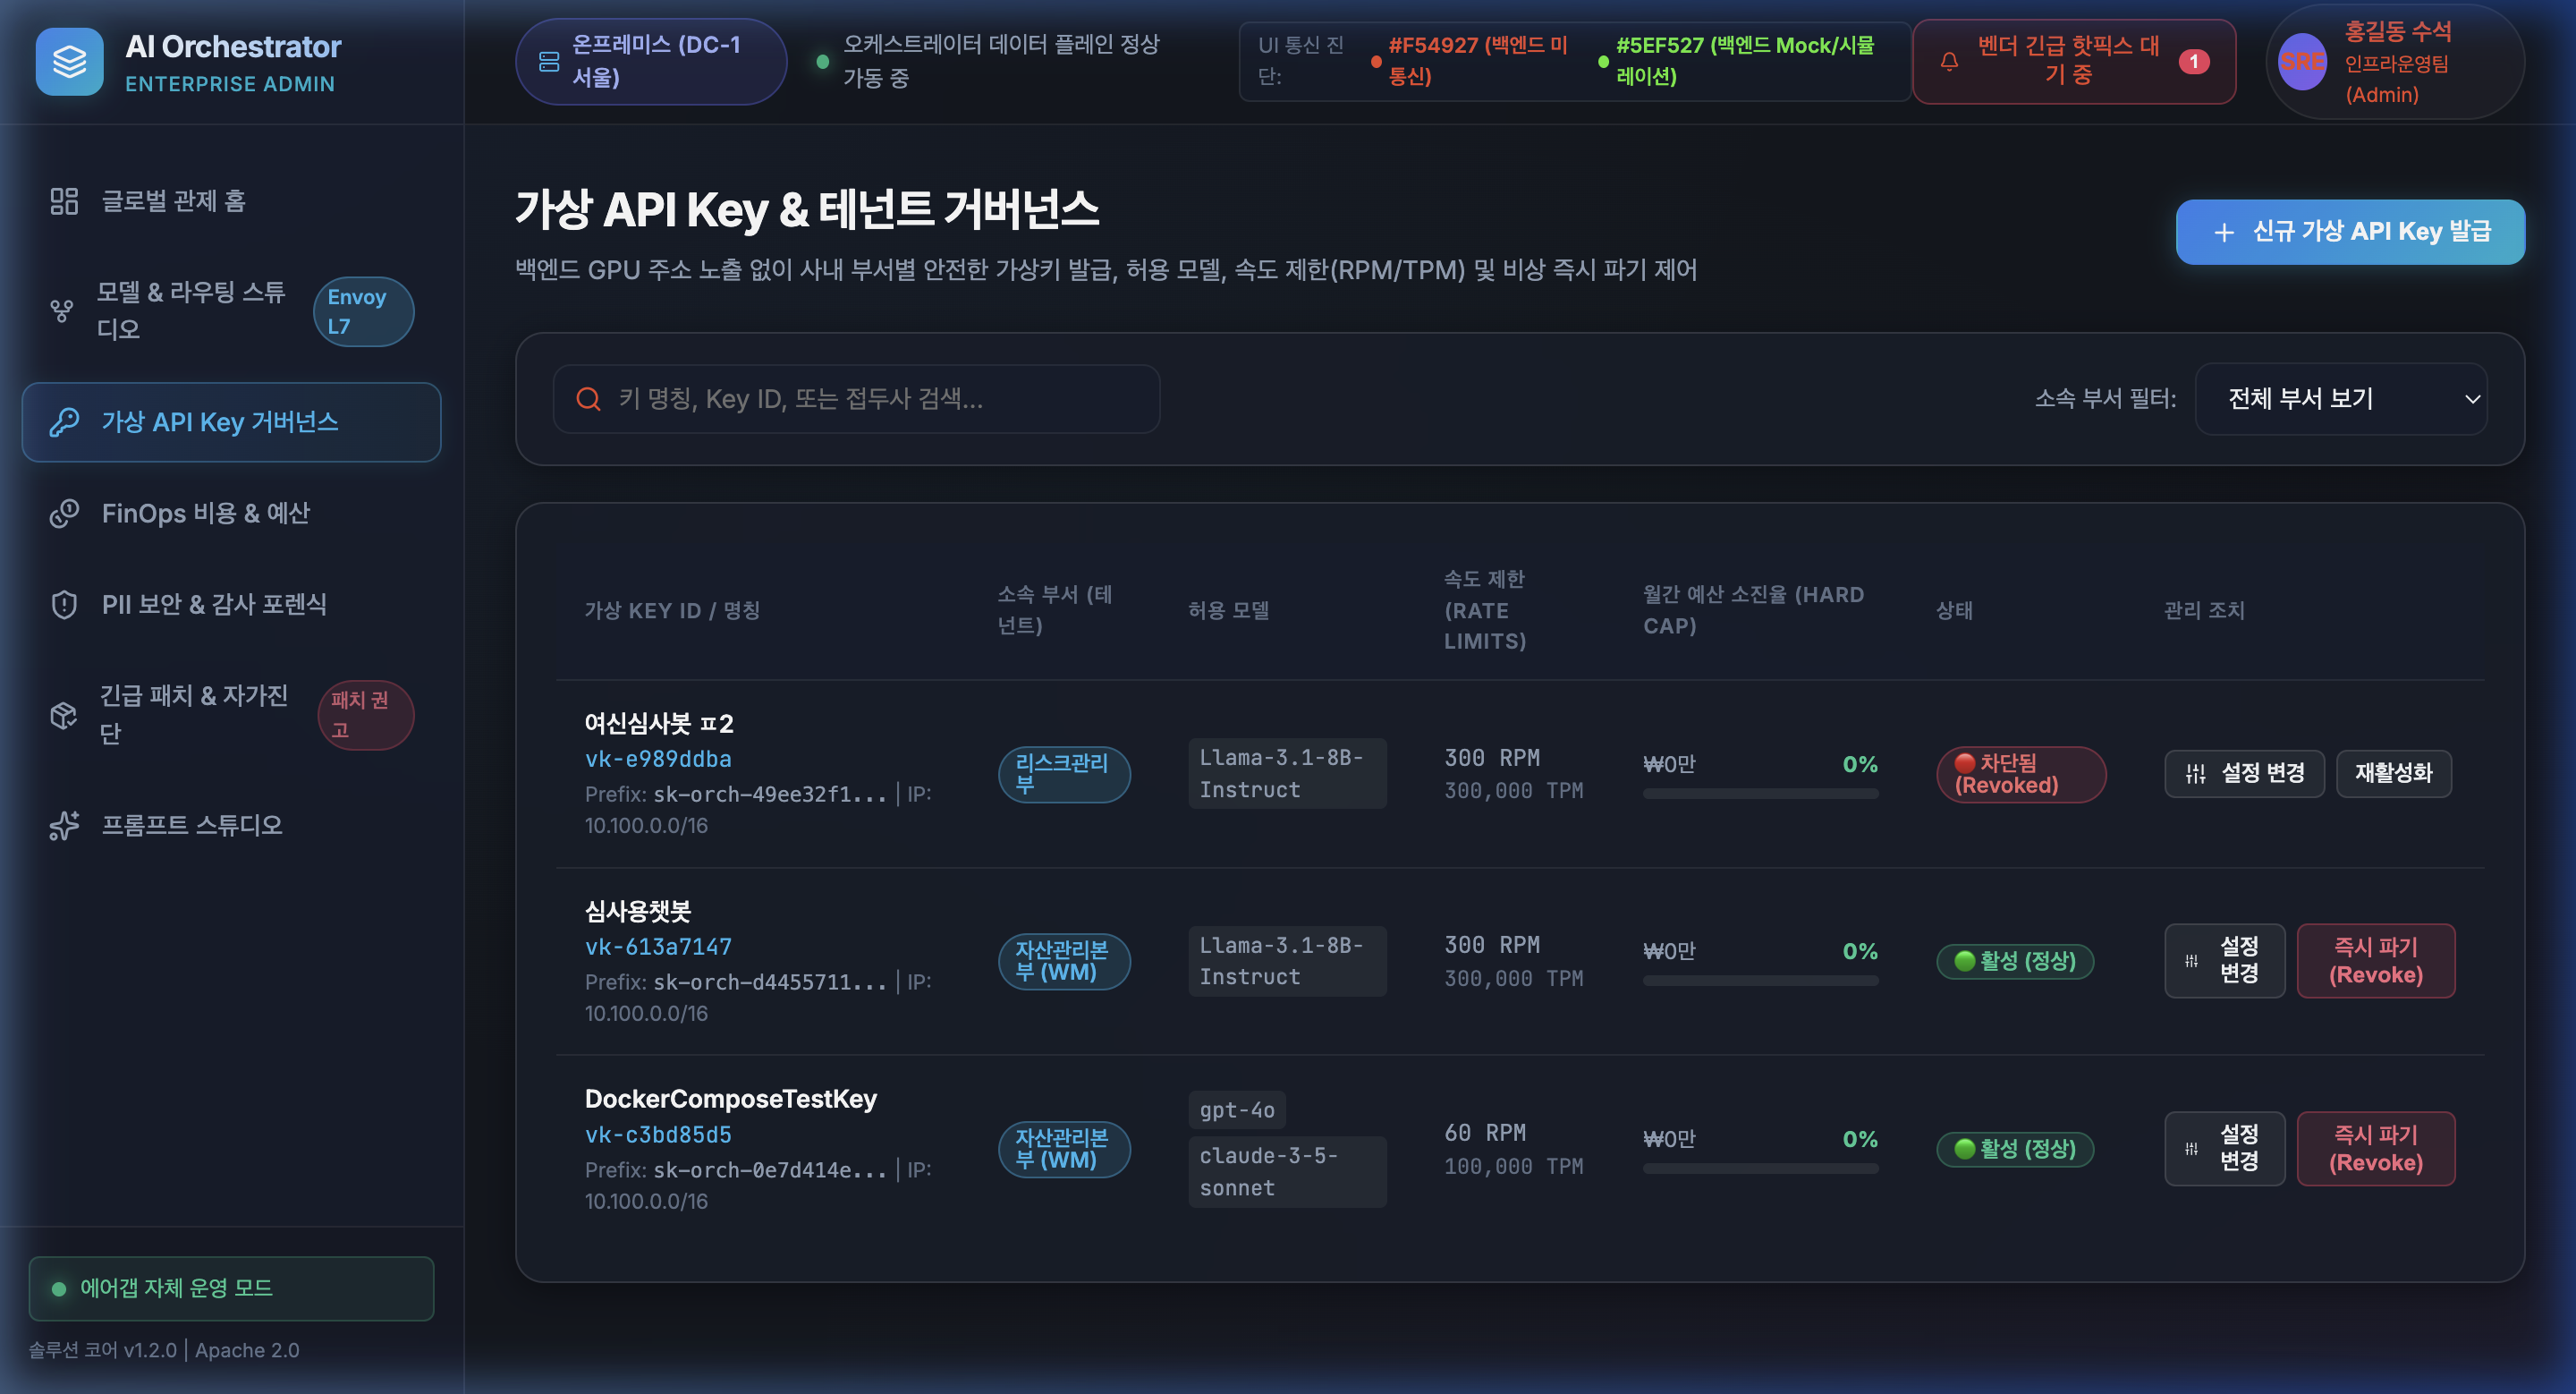 AI Orchestrator
ENTERPRISE ADMIN
온프레미스 (DC-1
서울)
오케스트레이터 데이터 플레인 정상
가동 중
UI 통신 진
단:
#F54927 (백엔드 미
통신)
#5EF527 (백엔드 Mock/시뮬
레이션)
벤더 긴급 핫픽스 대
기 중
1
SRE
홍길동 수석
인프라운영팀
(Admin)
글로벌 관제 홈
모델 & 라우팅 스튜
디오
Envoy
L7
가상 API Key 거버넌스
FinOps 비용 & 예산
PII 보안 & 감사 포렌식
긴급 패치 & 자가진
단
패치 권
고
프롬프트 스튜디오
에어갭 자체 운영 모드
솔루션 코어 v1.2.0 | Apache 2.0
가상 API Key & 테넌트 거버넌스
백엔드 GPU 주소 노출 없이 사내 부서별 안전한 가상키 발급, 허용 모델, 속도 제한(RPM/TPM) 및 비상 즉시 파기 제어
+ 신규 가상 API Key 발급
키 명칭, Key ID, 또는 접두사 검색...
소속 부서 필터:
전체 부서 보기
가상 KEY ID / 명칭
소속 부서 (테
넌트)
허용 모델
속도 제한
(RATE
LIMITS)
월간 예산 소진율 (HARD
CAP)
상태
관리 조치
여신심사봇 ㅍ2
vk-e989ddba
Prefix: sk-orch-49ee32f1... | IP:
10.100.0.0/16
리스크관리
부
Llama-3.1-8B-
Instruct
300 RPM
300,000 TPM
₩0만
0%
차단됨
(Revoked)
설정 변경
재활성화
심사용챗봇
vk-613a7147
Prefix: sk-orch-d4455711... | IP:
10.100.0.0/16
자산관리본
부 (WM)
Llama-3.1-8B-
Instruct
300 RPM
300,000 TPM
₩0만
0%
활성 (정상)
설정
변경
즉시 파기
(Revoke)
DockerComposeTestKey
vk-c3bd85d5
Prefix: sk-orch-0e7d414e... | IP:
10.100.0.0/16
자산관리본
부 (WM)
gpt-4o
claude-3-5-
sonnet
60 RPM
100,000 TPM
₩0만
0%
활성 (정상)
설정
변경
즉시 파기
(Revoke)